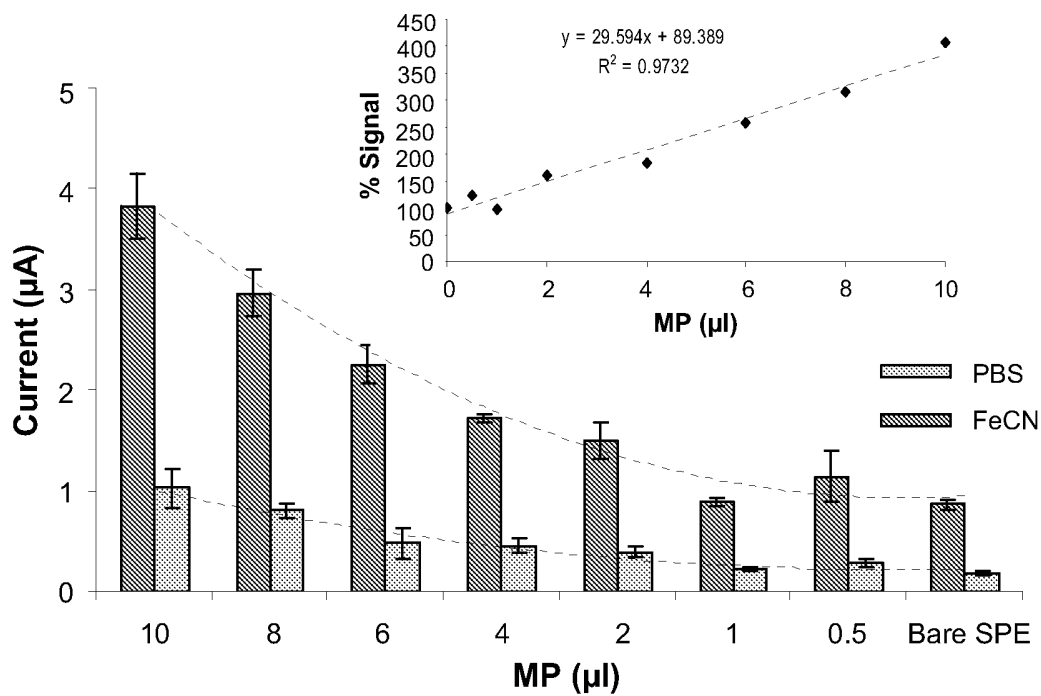 450
400
350
300
250
200
150
100
50
0
% Signal
y = 29.594x + 89.389
R² = 0.9732
0 2 4 6 8 10
MP (µl)
5
4
3
2
1
0
Current (µA)
PBS
FeCN
10 8 6 4 2 1 0.5 Bare SPE
MP (µl)